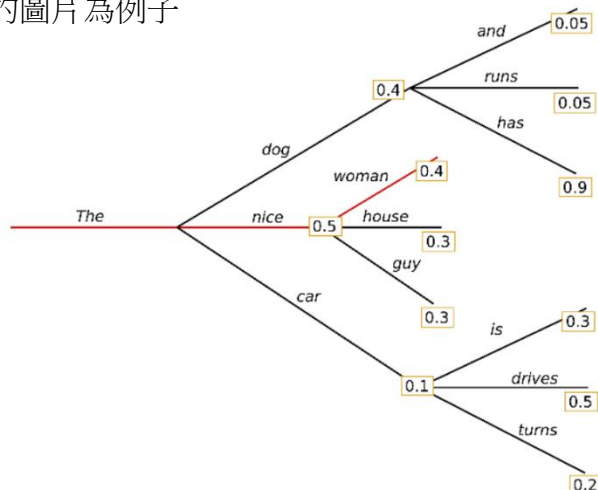 的圖片為例子
and
0.05
runs
0.4
0.05
has
dog
0.9
woman
0.4
The
nice
0.5
house
0.3
guy
car
0.3
is
0.3
0.1
drives
0.5
turns
0.2